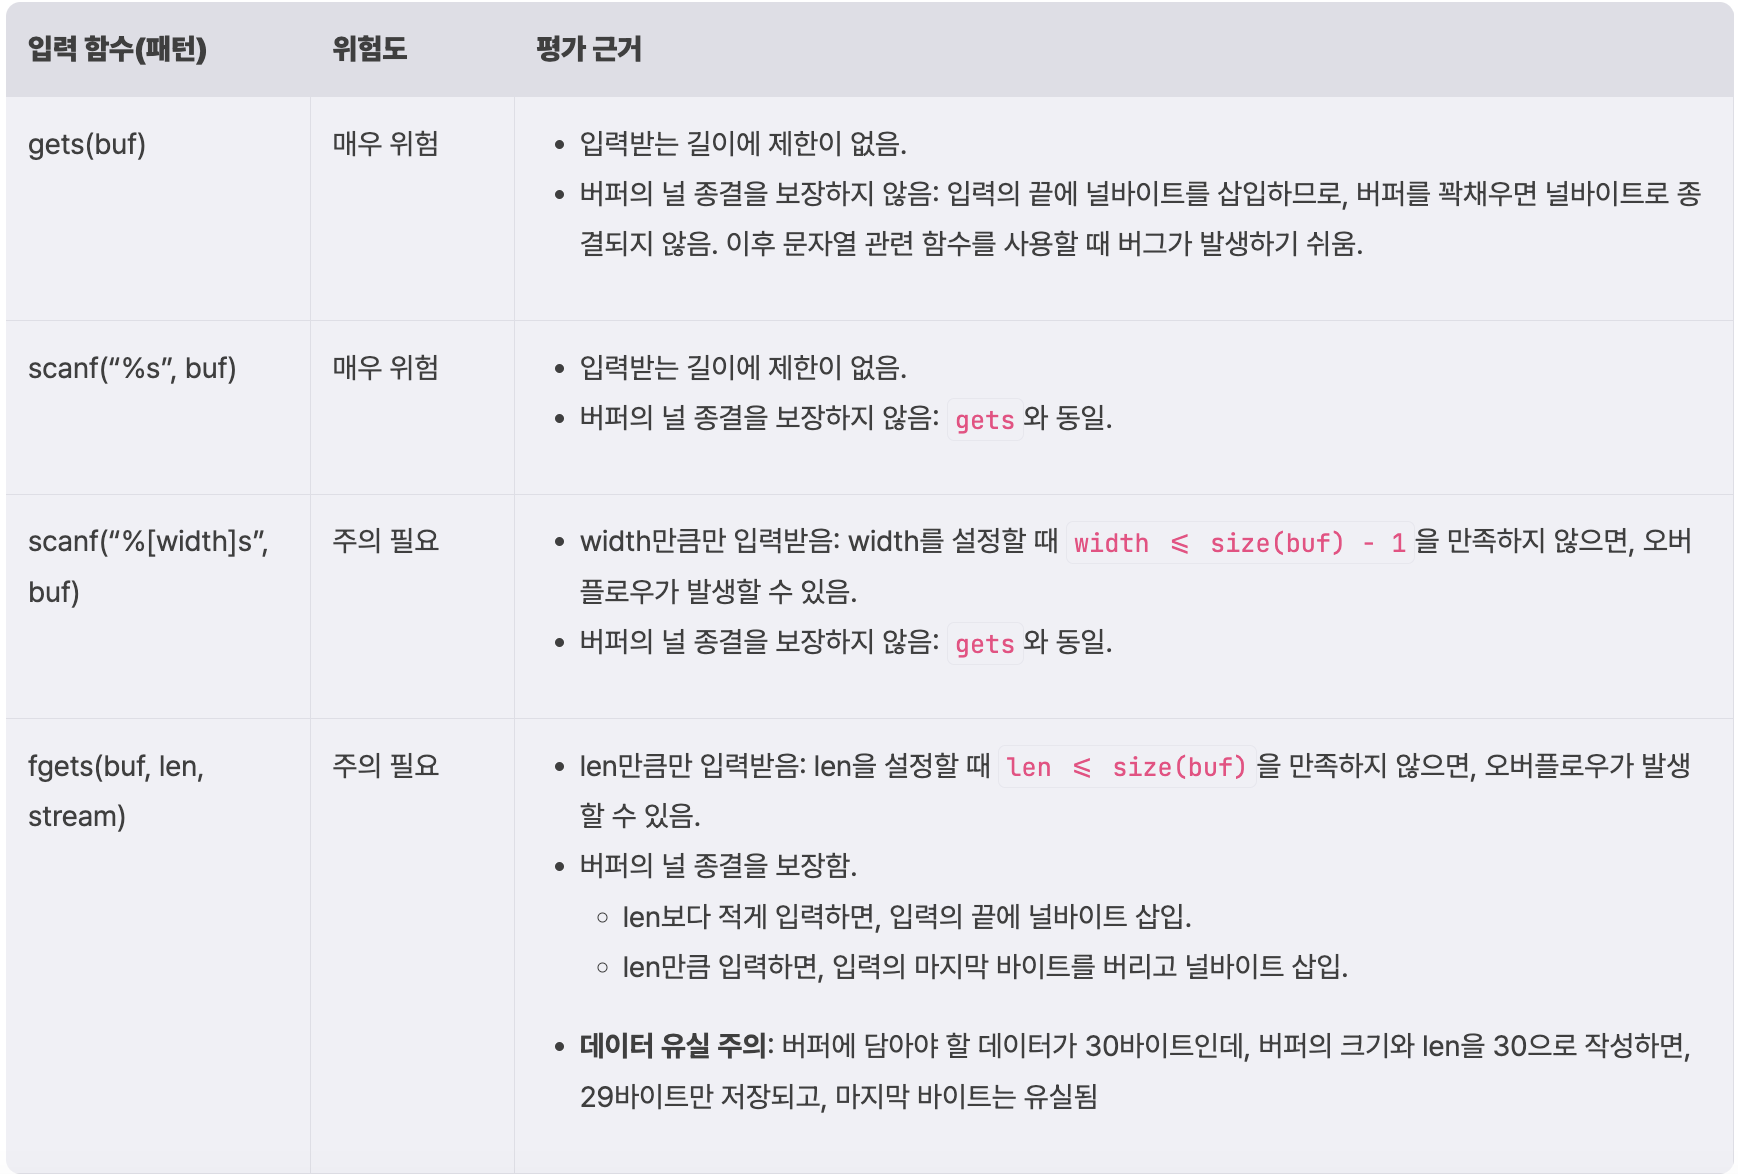 입력 함수(패턴) 위험도 평가 근거
gets(buf) 매우 위험 • 입력받는 길이에 제한이 없음.
• 버퍼의 널 종결을 보장하지 않음: 입력의 끝에 널바이트를 삽입하므로, 버퍼를 꽉채우면 널바이트로 종
결되지 않음. 이후 문자열 관련 함수를 사용할 때 버그가 발생하기 쉬움.
scanf(“%s”, buf) 매우 위험 • 입력받는 길이에 제한이 없음.
• 버퍼의 널 종결을 보장하지 않음: gets와 동일.
scanf(“%[width]s”, 주의 필요 • width만큼만 입력받음: width를 설정할 때 width <= size(buf) - 1을 만족하지 않으면, 오버
buf) 플로우가 발생할 수 있음.
• 버퍼의 널 종결을 보장하지 않음: gets와 동일.
fgets(buf, len, 주의 필요 • len만큼만 입력받음: len을 설정할 때 len <= size(buf)을 만족하지 않으면, 오버플로우가 발생
stream) 할 수 있음.
• 버퍼의 널 종결을 보장함.
◦ len보다 적게 입력하면, 입력의 끝에 널바이트 삽입.
◦ len만큼 입력하면, 입력의 마지막 바이트를 버리고 널바이트 삽입.
• 데이터 유실 주의: 버퍼에 담아야 할 데이터가 30바이트인데, 버퍼의 크기와 len을 30으로 작성하면,
29바이트만 저장되고, 마지막 바이트는 유실됨